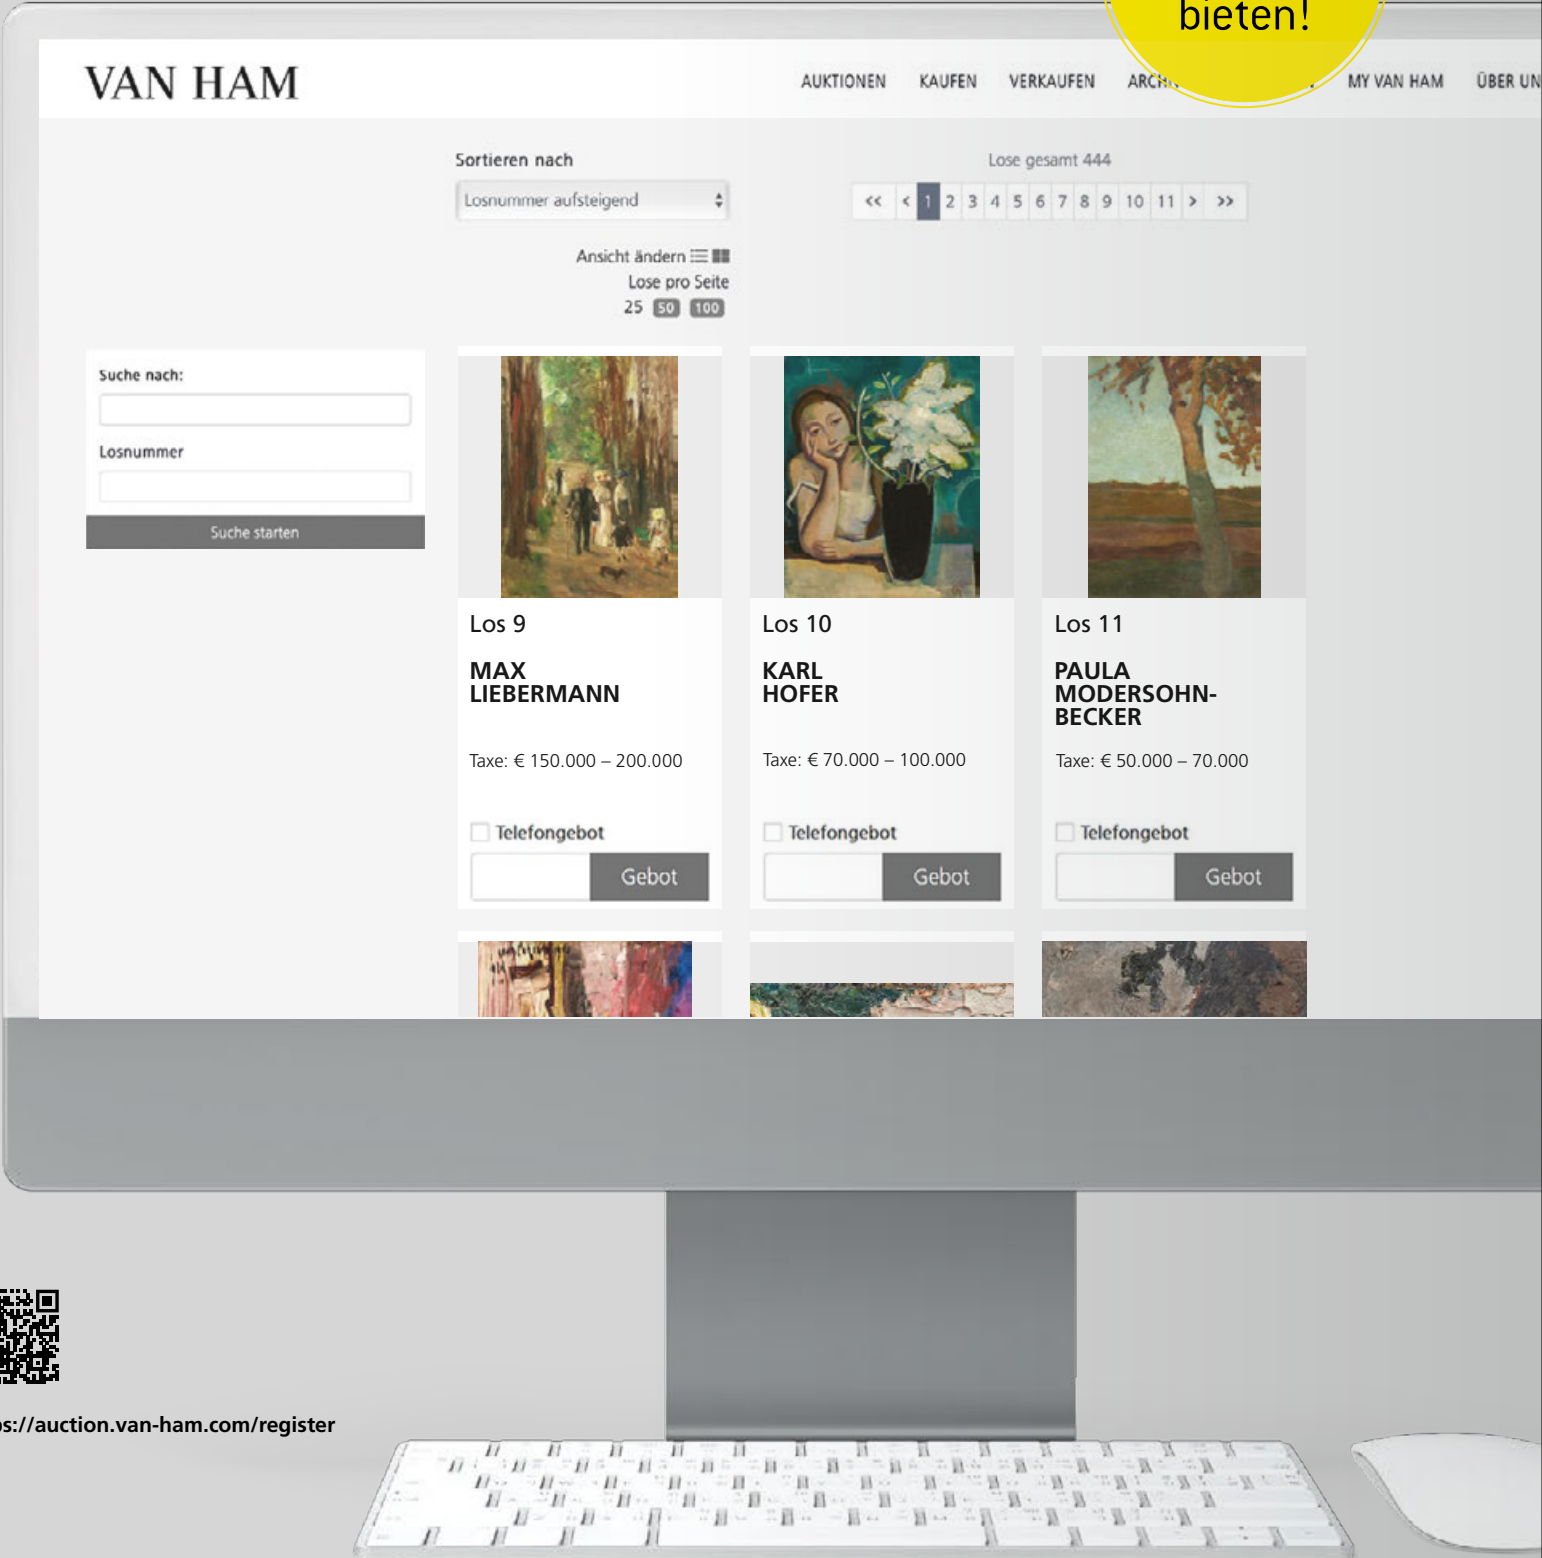 bieten!
VAN HAM
AUKTIONEN KAUFEN VERKAUFEN MY VAN HAM ÜBER UN
Sortieren nach
Losnummer aufsteigend
Lose gesamt 444
<< < 1 2 3 4 5 6 7 8 9 10 11 > >>
Ansicht ändern
Lose pro Seite
25 50 100
Suche nach:
Losnummer
Suche starten
Los 9
MAX
LIEBERMANN
Taxe: € 150.000 – 200.000
Telefongebot
Gebot
Los 10
KARL
HOFER
Taxe: € 70.000 – 100.000
Telefongebot
Gebot
Los 11
PAULA
MODERSOHN-
BECKER
Taxe: € 50.000 – 70.000
Telefongebot
Gebot
ps://auction.van-ham.com/register